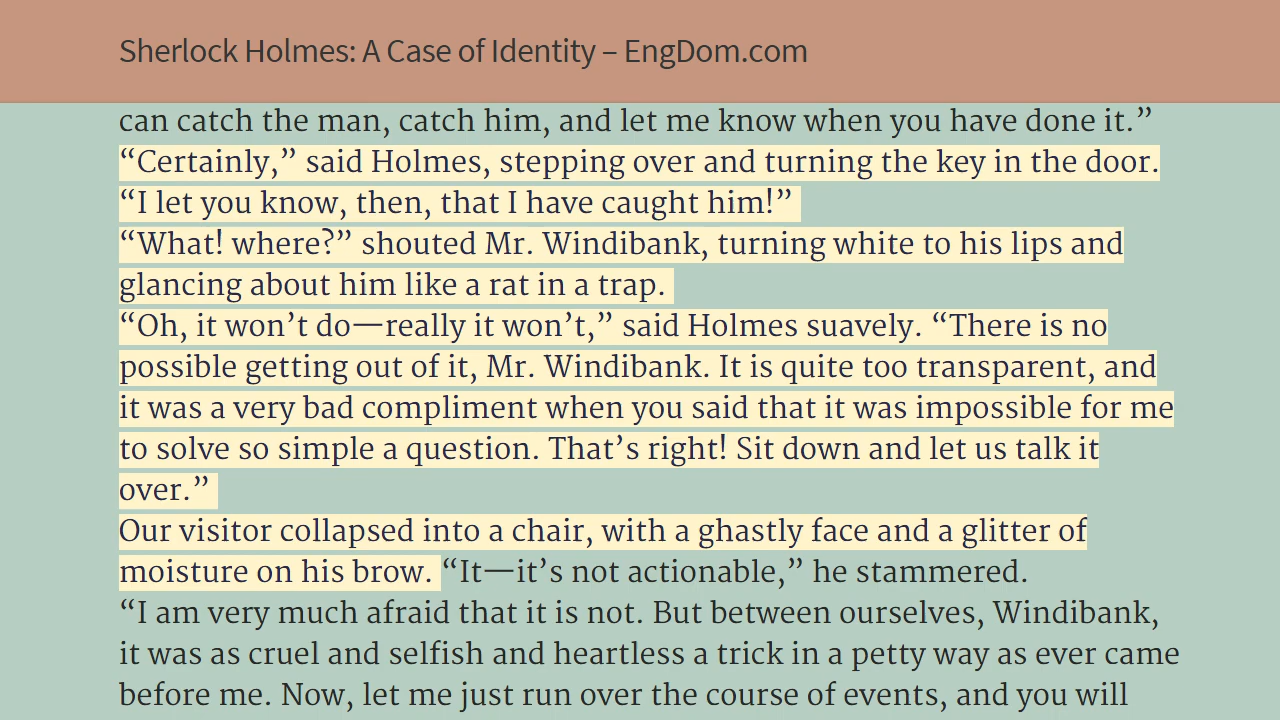 Sherlock Holmes: A Case of Identity – EngDom.com
can catch the man, catch him, and let me know when you have done it.”
“Certainly,” said Holmes, stepping over and turning the key in the door.
“I let you know, then, that I have caught him!”
“What! where?” shouted Mr. Windibank, turning white to his lips and
glancing about him like a rat in a trap.
“Oh, it won’t do—really it won’t,” said Holmes suavely. “There is no
possible getting out of it, Mr. Windibank. It is quite too transparent, and
it was a very bad compliment when you said that it was impossible for me
to solve so simple a question. That’s right! Sit down and let us talk it
over.”
Our visitor collapsed into a chair, with a ghastly face and a glitter of
moisture on his brow. “It—it’s not actionable,” he stammered.
“I am very much afraid that it is not. But between ourselves, Windibank,
it was as cruel and selfish and heartless a trick in a petty way as ever came
before me. Now, let me just run over the course of events, and you will